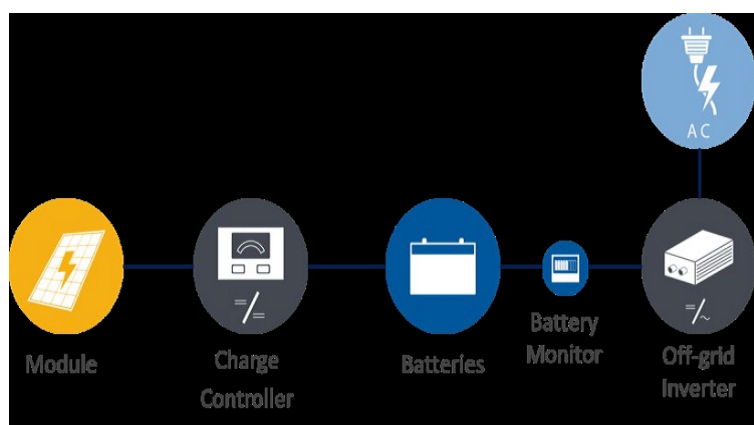 AC
Module
Charge
Controller
Batteries
Battery
Monitor
Off-grid
Inverter